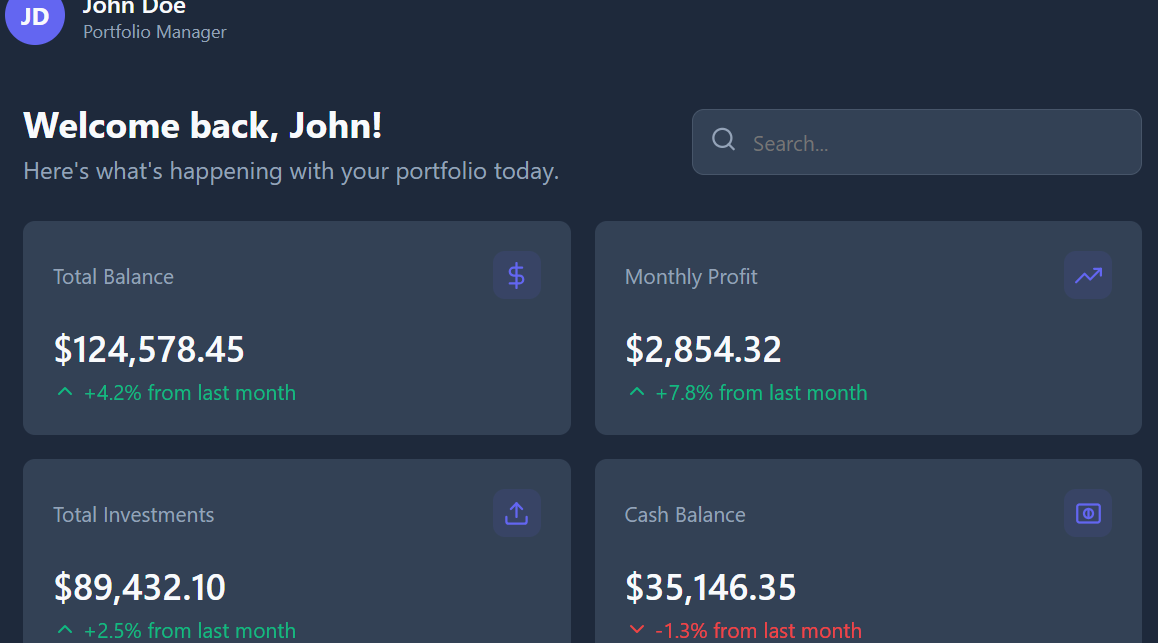 JD
John Doe
Portfolio Manager
Welcome back, John!
Here's what's happening with your portfolio today.
Search...
Total Balance
$
$124,578.45
+4.2% from last month
Monthly Profit
$2,854.32
+7.8% from last month
Total Investments
$89,432.10
+2.5% from last month
Cash Balance
$35,146.35
-1.3% from last month